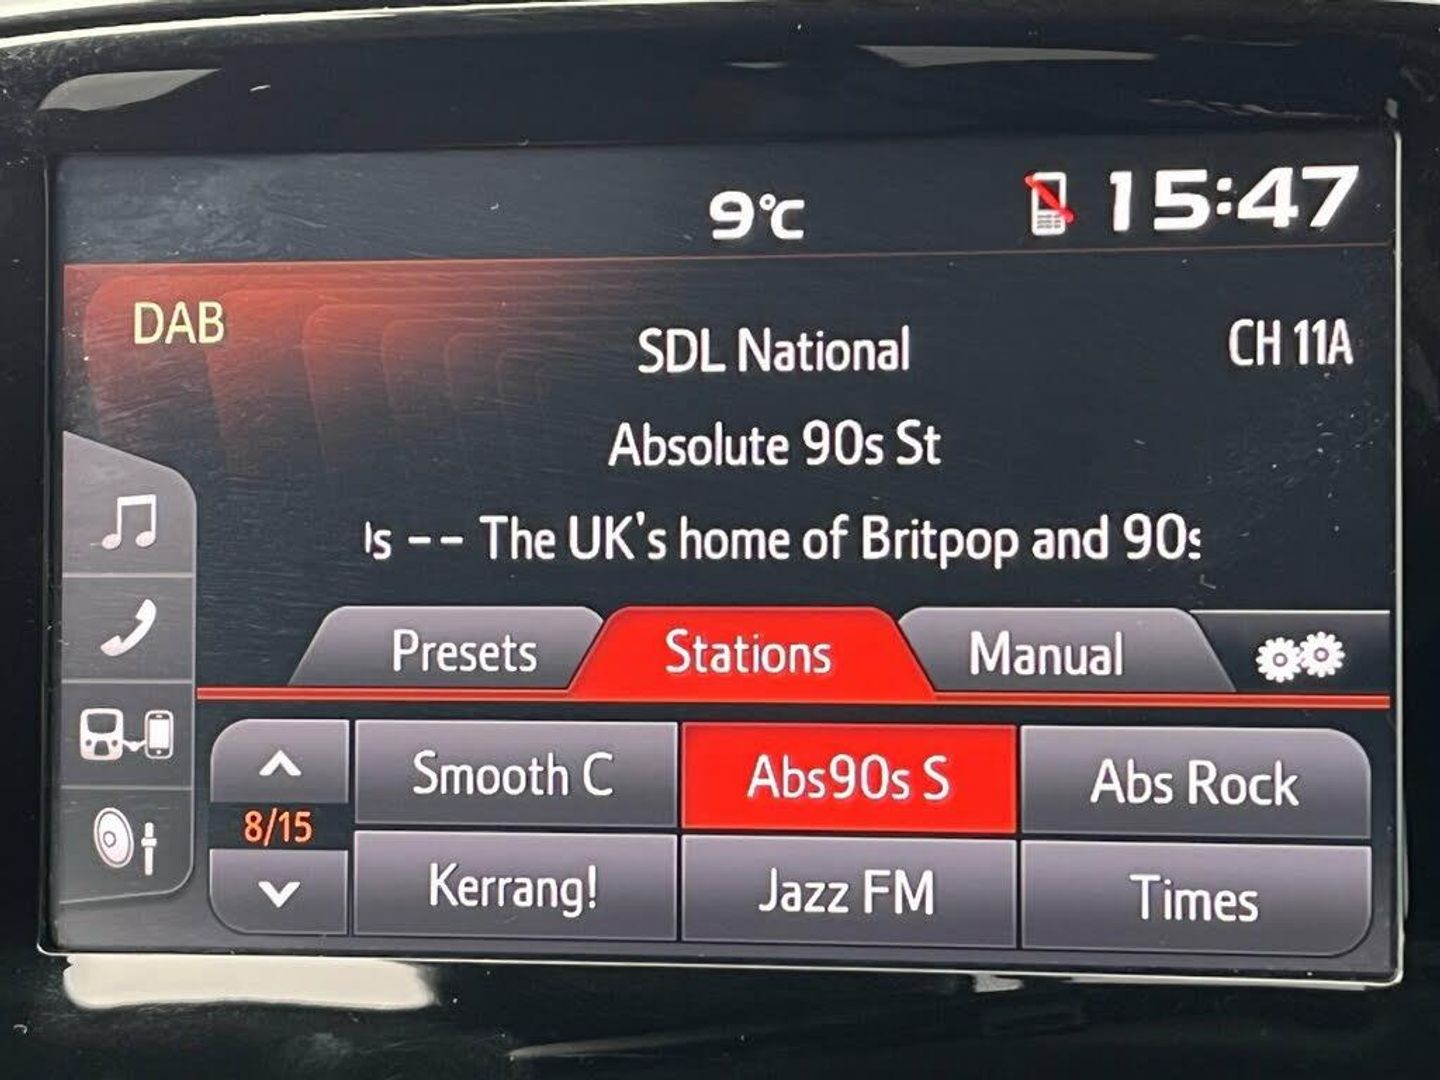 9℃ 15:47
DAB
SDL National CH 11A
Absolute 90s St
s -- The UK's home of Britpop and 90s
Presets Stations Manual
Smooth C Abs90s S Abs Rock
8/15
Kerrang! Jazz FM Times